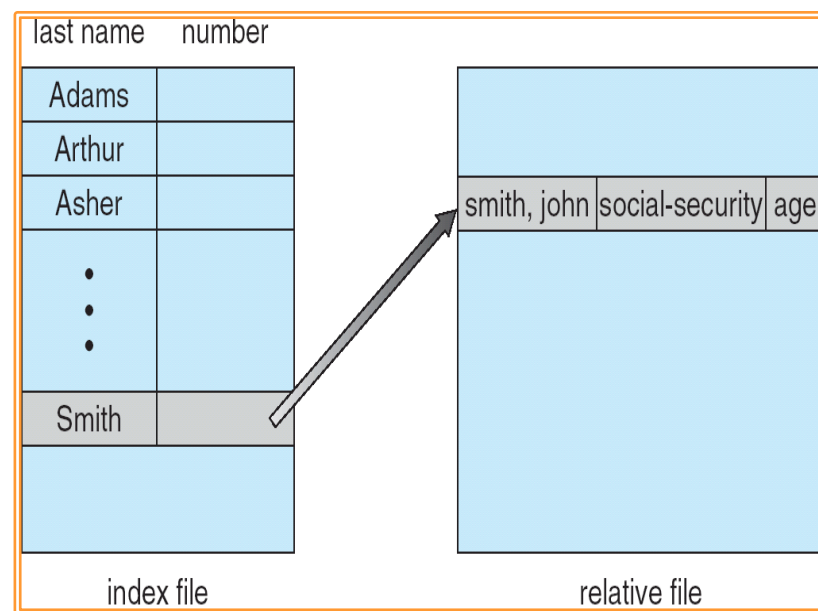 last name number
Adams
Arthur
Asher
Smith
smith, john social-security age
index file
relative file